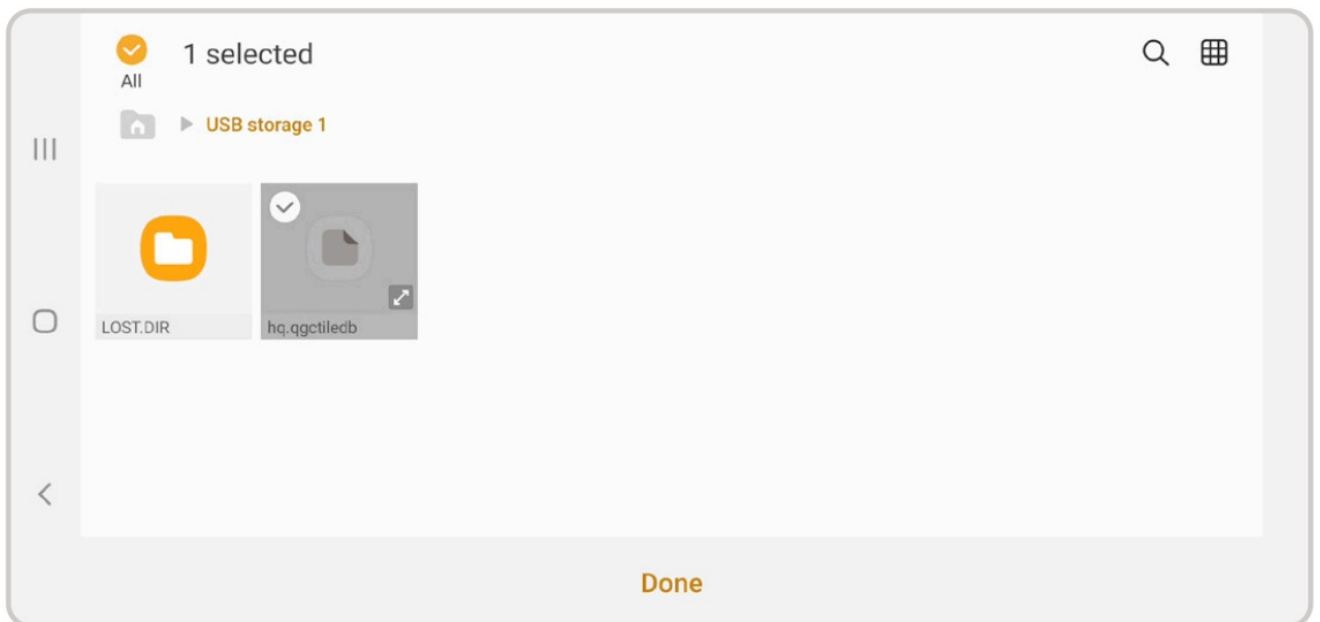 1 selected
All
USB storage 1
LOST.DIR
hq.qgctiledb
Done